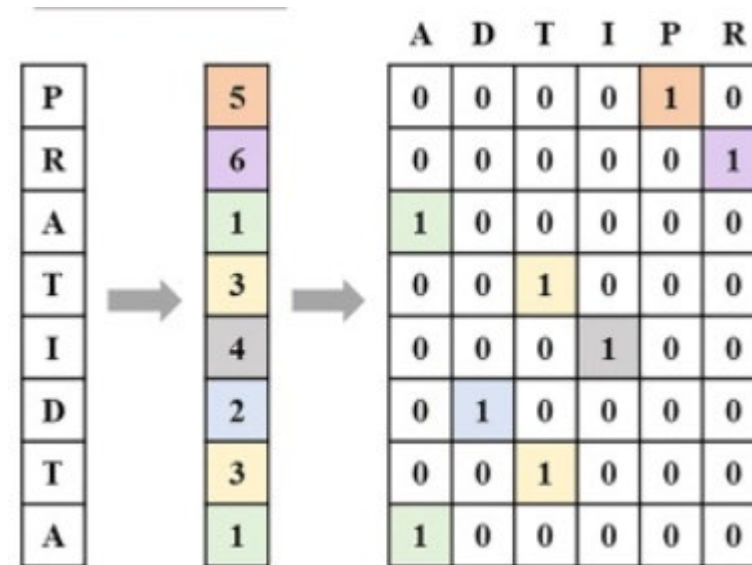 A D T I P R
P 5 0 0 0 0 1 0
R 6 0 0 0 0 0 1
A 1 1 0 0 0 0 0
T 3 0 0 1 0 0 0
I 4 0 0 0 1 0 0
D 2 0 1 0 0 0 0
T 3 0 0 1 0 0 0
A 1 1 0 0 0 0 0